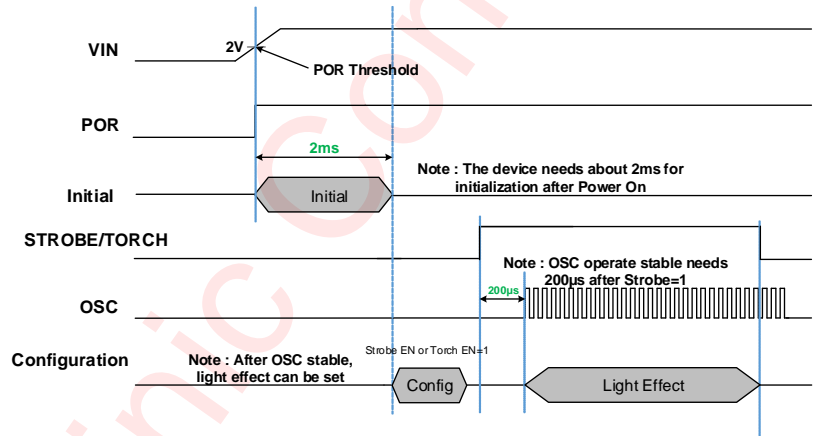 VIN
2V
POR Threshold
POR
2ms
Initial
Initial
Note : The device needs about 2ms for
initialization after Power On
STROBE/TORCH
Note : OSC operate stable needs
200μs after Strobe=1
200μs
OSC
Configuration
Note : After OSC stable,
light effect can be set
Strobe EN or Torch EN=1
Config
Light Effect